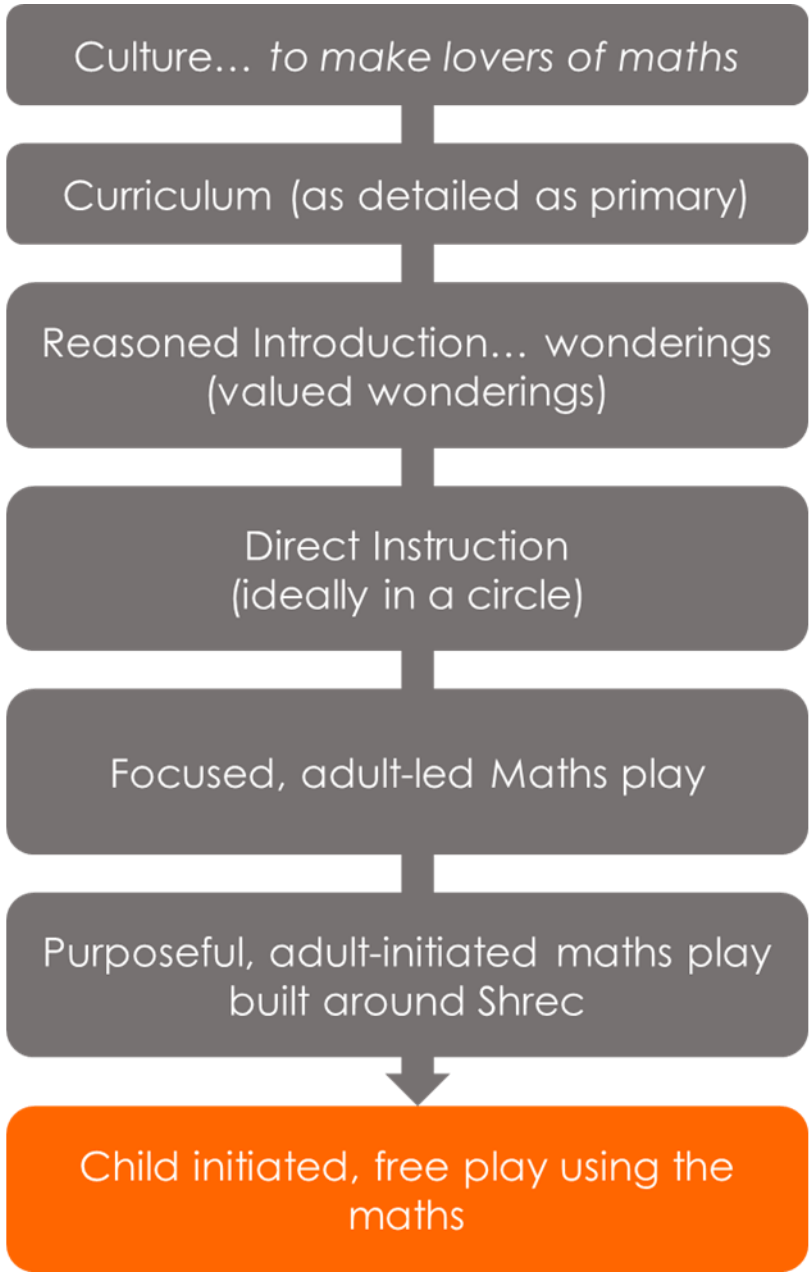 Culture... to make lovers of maths
Curriculum (as detailed as primary)
Reasoned Introduction... wonderings
(valued wonderings)
Direct Instruction
(ideally in a circle)
Focused, adult-led Maths play
Purposeful, adult-initiated maths play
built around Shrec
Child initiated, free play using the
maths